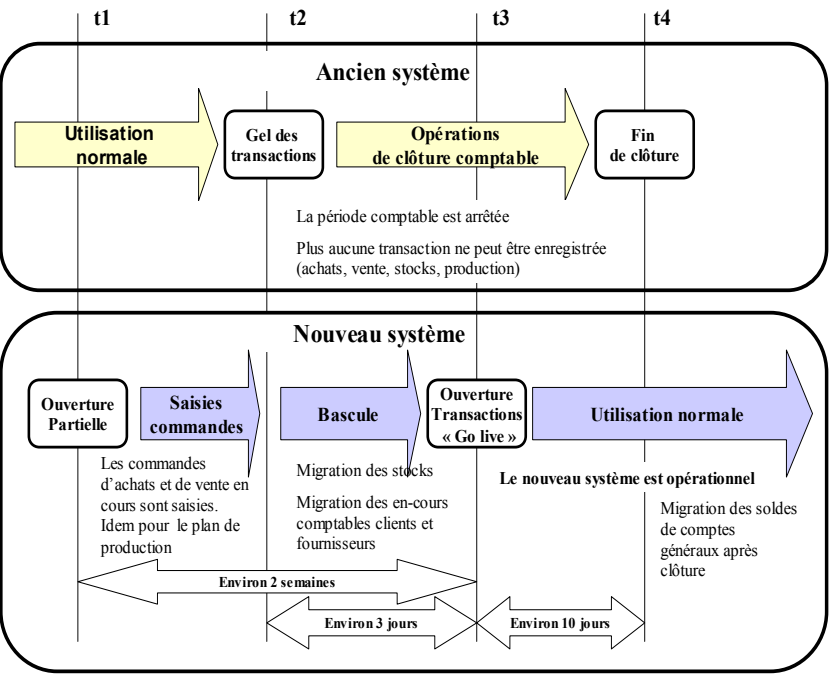 t1
t2
t3
t4
Ancien système
Utilisation
normale
Gel des
transactions
Opérations
de clôture comptable
Fin
de clôture
La période comptable est arrêtée
Plus aucune transaction ne peut être enregistrée
(achats, vente, stocks, production)
Nouveau système
Ouverture
Partielle
Saisies
commandes
Bascule
Ouverture
Transactions
« Go live »
Utilisation normale
Les commandes
d’achats et de vente en
cours sont saisies.
Idem pour le plan de
production
Migration des stocks
Migration des en-cours
comptables clients et
fournisseurs
Le nouveau système est opérationnel
Migration des soldes
de comptes
généraux après
clôture
Environ 2 semaines
Environ 3 jours
Environ 10 jours